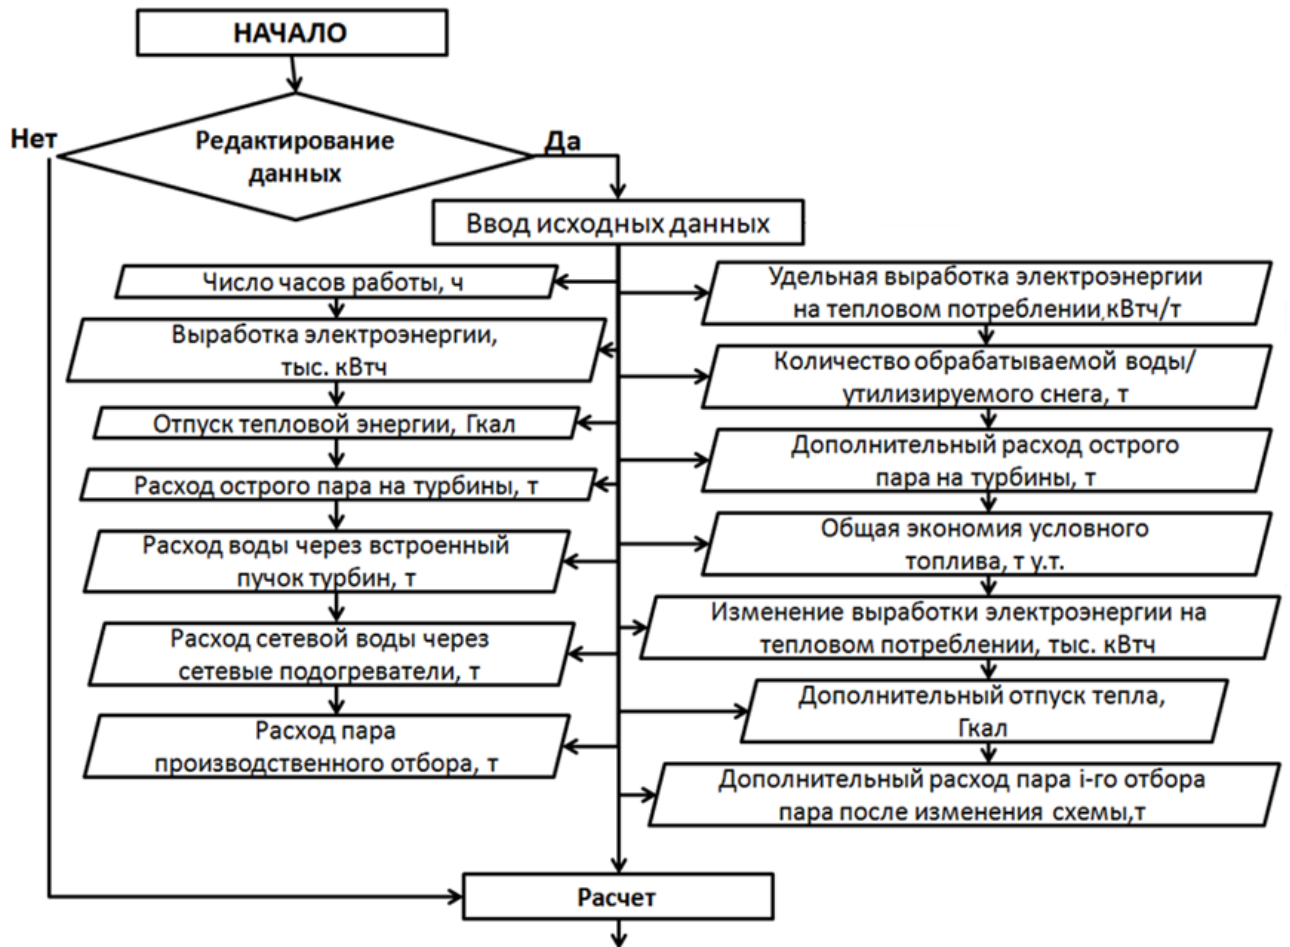 НАЧАЛО
Нет
Редактирование
данных
Да
Ввод исходных данных
Число часов работы, ч
Выработка электроэнергии,
тыс. кВтч
Отпуск тепловой энергии, Гкал
Расход острого пара на турбины, т
Расход воды через встроенный
пучок турбин, т
Расход сетевой воды через
сетевые подогреватели, т
Расход пара
производственного отбора, т
Удельная выработка электроэнергии
на тепловом потреблении,кВтч/т
Количество обрабатываемой воды/
утилизируемого снега, т
Дополнительный расход острого
пара на турбины, т
Общая экономия условного
топлива, т у.т.
Изменение выработки электроэнергии на
тепловом потреблении, тыс. кВтч
Дополнительный отпуск тепла,
Гкал
Дополнительный расход пара i-го отбора
пара после изменения схемы,т
Расчет